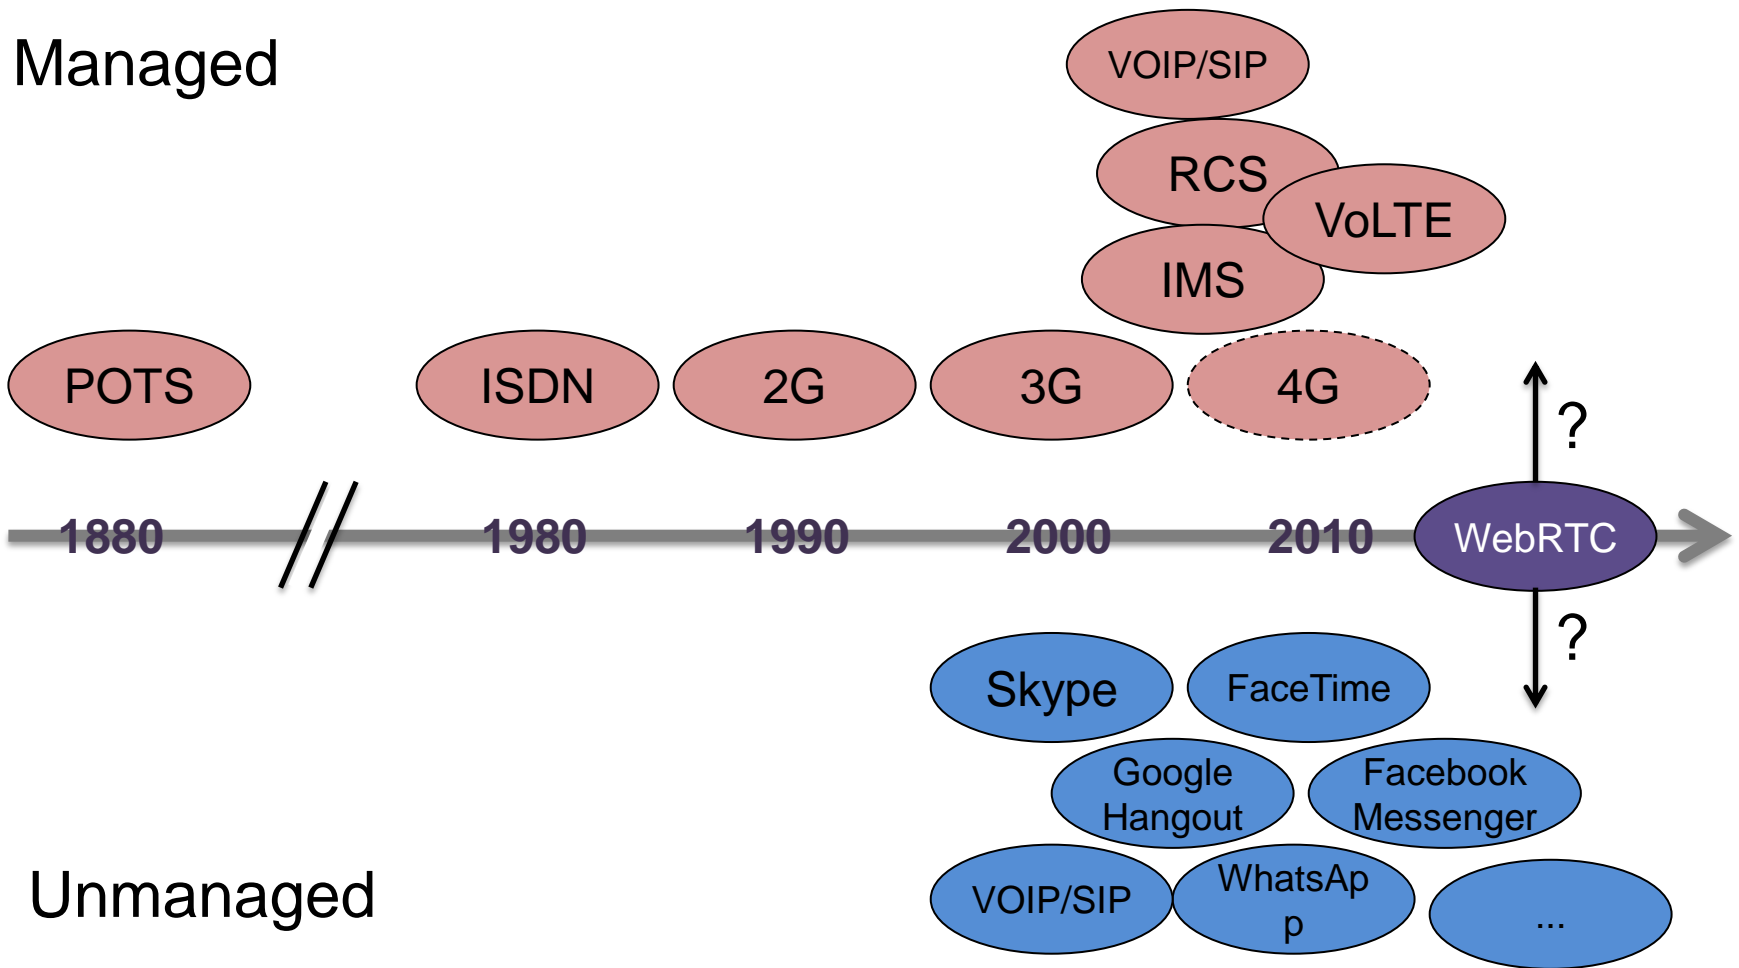 Managed
VOIP/SIP
RCS
VoLTE
IMS
POTS
ISDN
2G
3G
4G
?
1880
1980
1990
2000
2010
WebRTC
?
Skype
FaceTime
Google
Hangout
Facebook
Messenger
Unmanaged
VOIP/SIP
WhatsAp
p
...